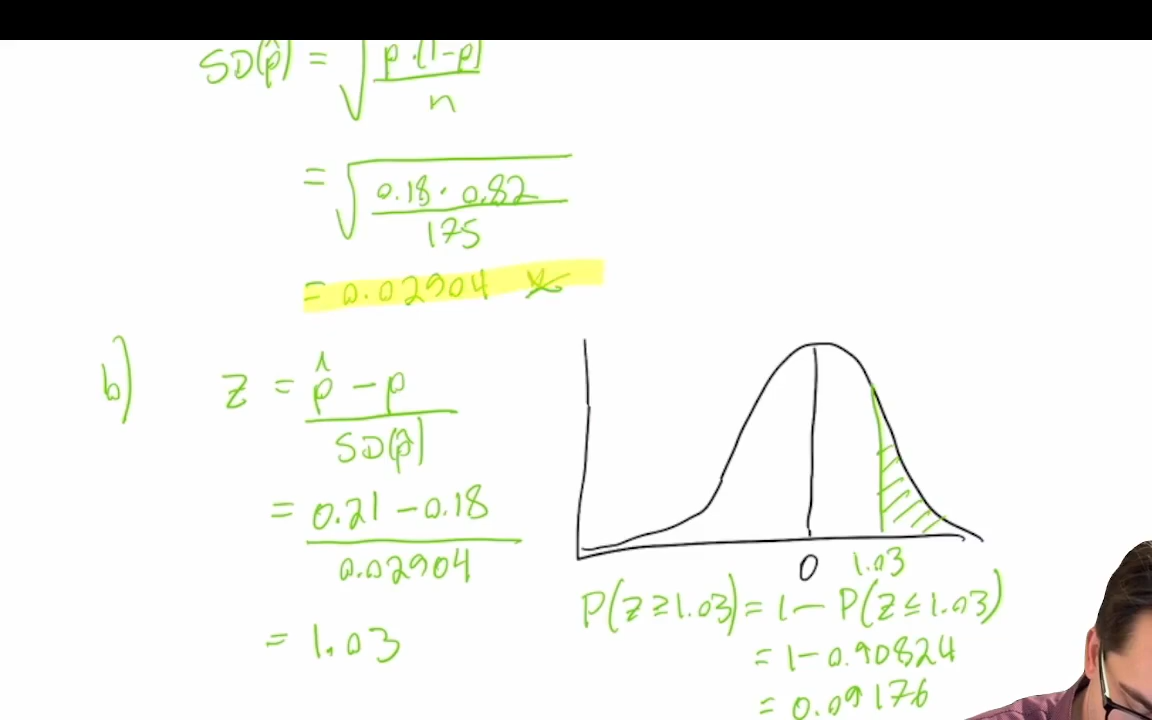 SD(p̂) = √ p·(1-p)
n
= √ 0.18 · 0.82
175
= 0.02904
b) z = p̂ - p
SD(p̂)
= 0.21 - 0.18
0.02904
= 1.03
0 1.03
P(z ≥ 1.03) = 1 - P(z ≤ 1.03)
= 1 - 0.90824
= 0.09176